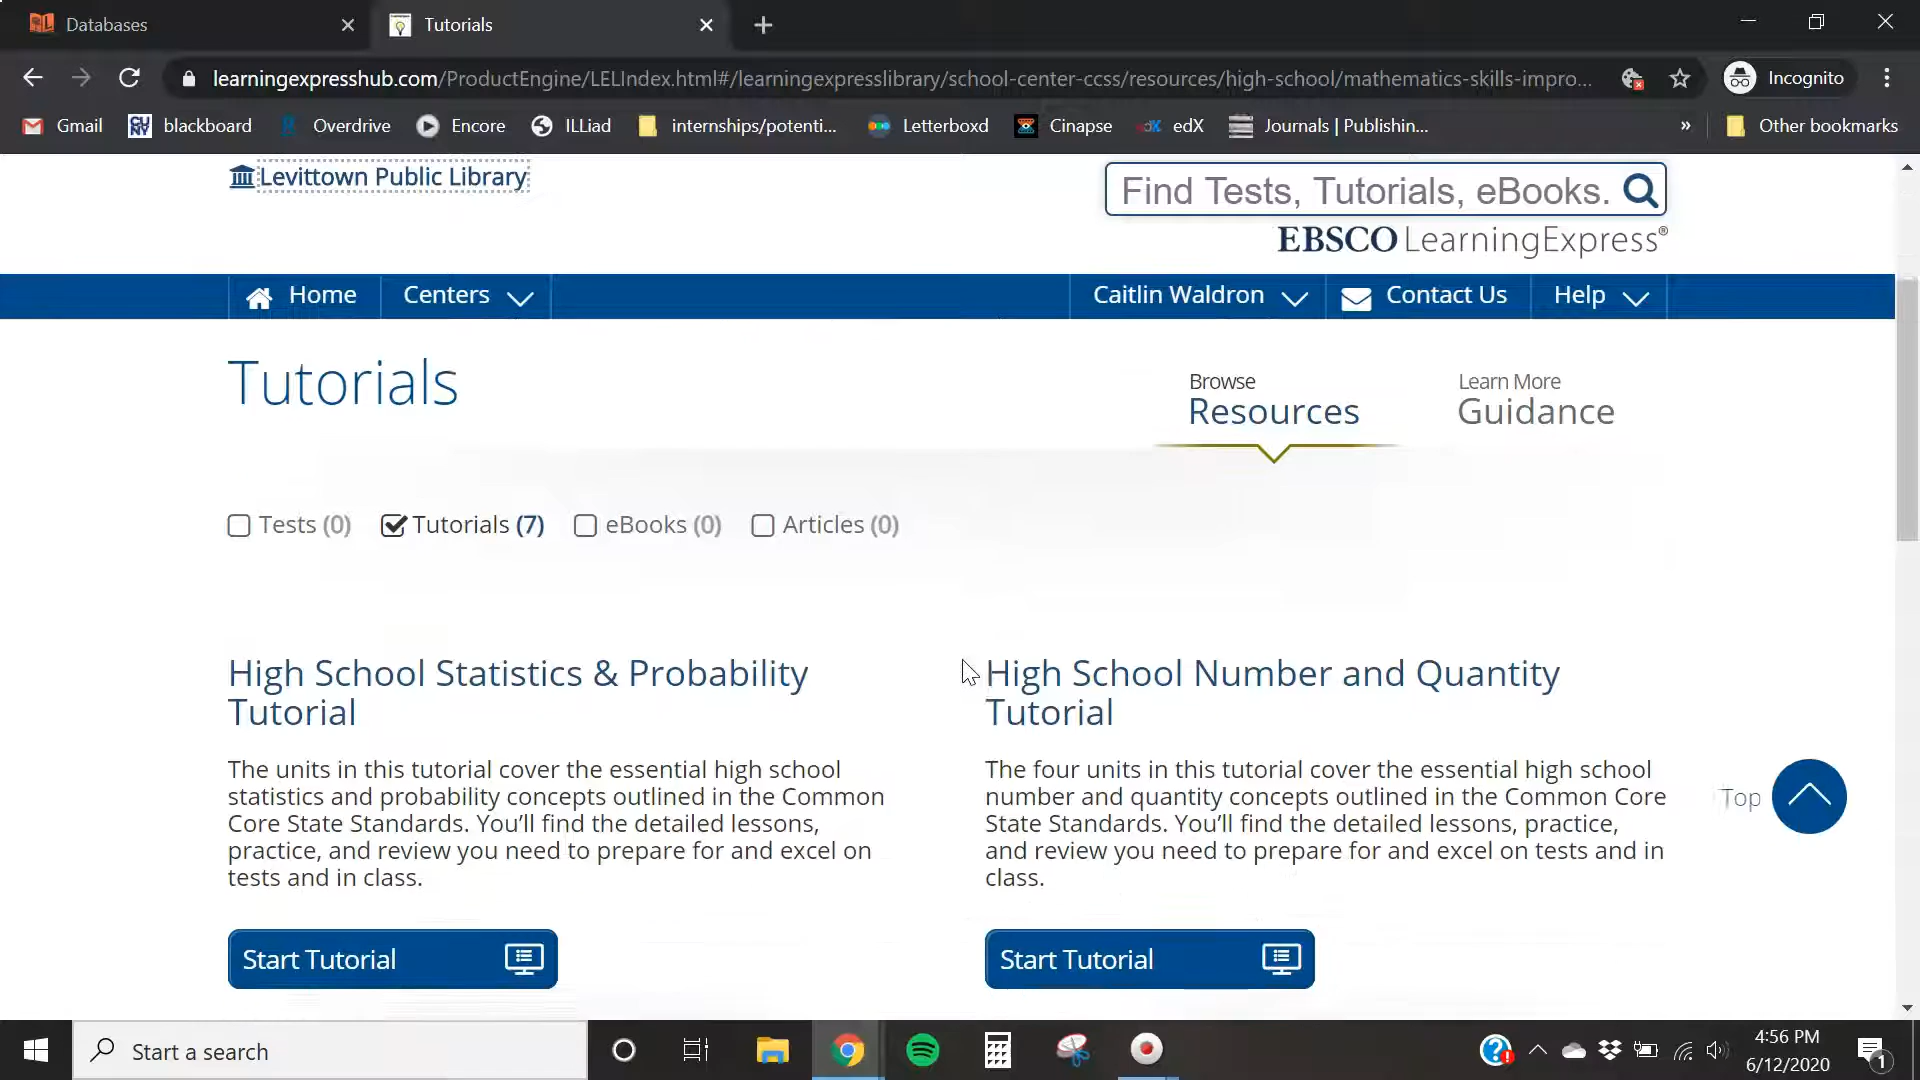 Databases
Tutorials
learningexpresshub.com/ProductEngine/LELIndex.html#/learningexpresslibrary/school-center-ccss/resources/high-school/mathematics-skills-impro...
Incognito
Gmail
blackboard
Overdrive
Encore
ILLiad
internships/potenti...
Letterboxd
Cinapse
edX
Journals | Publishin...
»
Other bookmarks
Levittown Public Library
Find Tests, Tutorials, eBooks.
EBSCO LearningExpress®
Home
Centers
Caitlin Waldron
Contact Us
Help
Tutorials
Browse
Resources
Learn More
Guidance
Tests (0)
Tutorials (7)
eBooks (0)
Articles (0)
High School Statistics & Probability
Tutorial
The units in this tutorial cover the essential high school
statistics and probability concepts outlined in the Common
Core State Standards. You'll find the detailed lessons,
practice, and review you need to prepare for and excel on
tests and in class.
Start Tutorial
High School Number and Quantity
Tutorial
The four units in this tutorial cover the essential high school
number and quantity concepts outlined in the Common Core
State Standards. You'll find the detailed lessons, practice,
and review you need to prepare for and excel on tests and in
class.
Start Tutorial
Top
Start a search
4:56 PM
6/12/2020
1